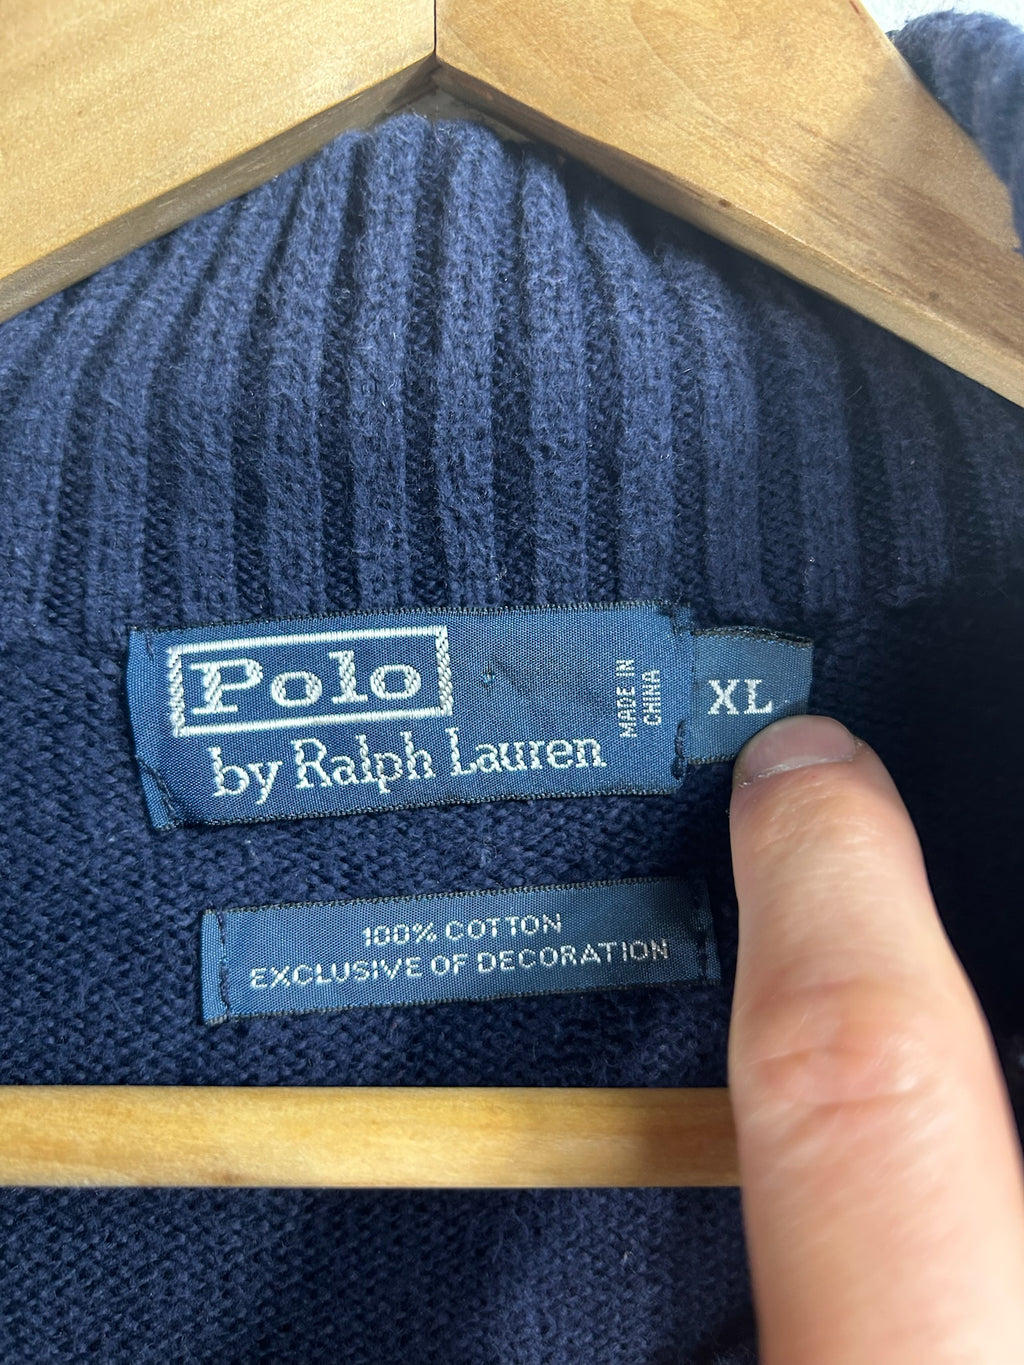 Polo
by Ralph Lauren
MADE IN
CHINA
XL
100% COTTON
EXCLUSIVE OF DECORATION